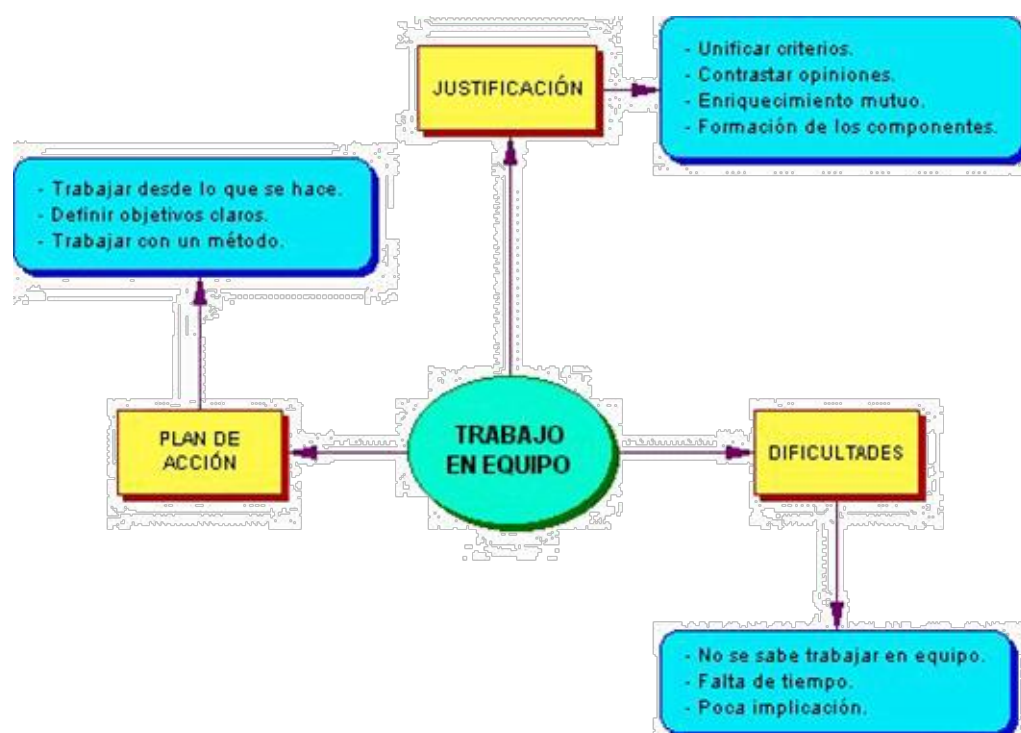 JUSTIFICACIÓN
- Unificar criterios.
- Contrastar opiniones.
- Enriquecimiento mutuo.
- Formación de los componentes.
- Trabajar desde lo que se hace.
- Definir objetivos claros.
- Trabajar con un método.
PLAN DE
ACCIÓN
TRABAJO
EN EQUIPO
DIFICULTADES
- No se sabe trabajar en equipo.
- Falta de tiempo.
- Poca implicación.